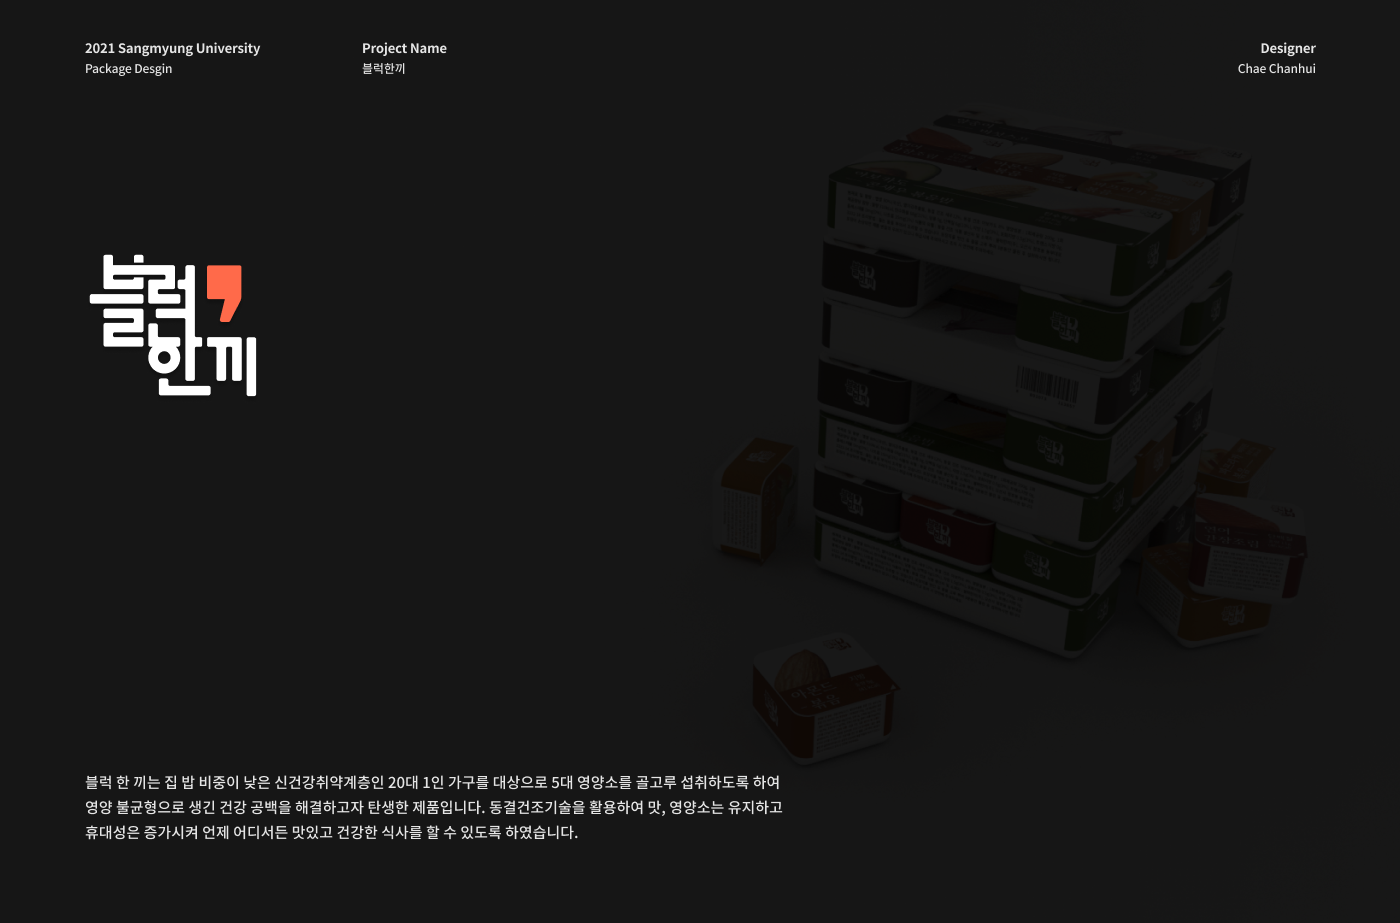 2021 Sangmyung University
Package Desgin
Project Name
블럭한끼
Designer
Chae Chanhui
블럭,
한끼
아몬드
볶음
블럭 한 끼는 집 밥 비중이 낮은 신건강취약계층인 20대 1인 가구를 대상으로 5대 영양소를 골고루 섭취하도록 하여
영양 불균형으로 생긴 건강 공백을 해결하고자 탄생한 제품입니다. 동결건조기술을 활용하여 맛, 영양소는 유지하고
휴대성은 증가시켜 언제 어디서든 맛있고 건강한 식사를 할 수 있도록 하였습니다.